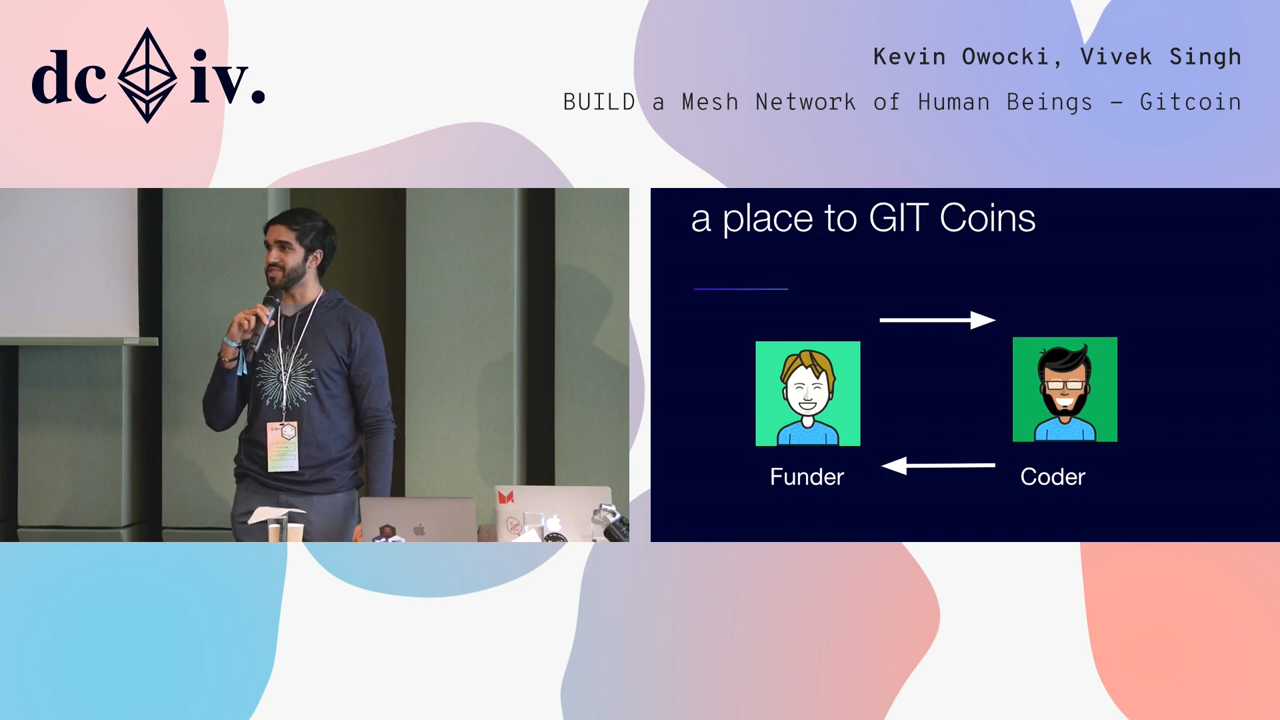 dc iv.
Kevin Owocki, Vivek Singh
BUILD a Mesh Network of Human Beings – Gitcoin
a place to GIT Coins
Funder
Coder